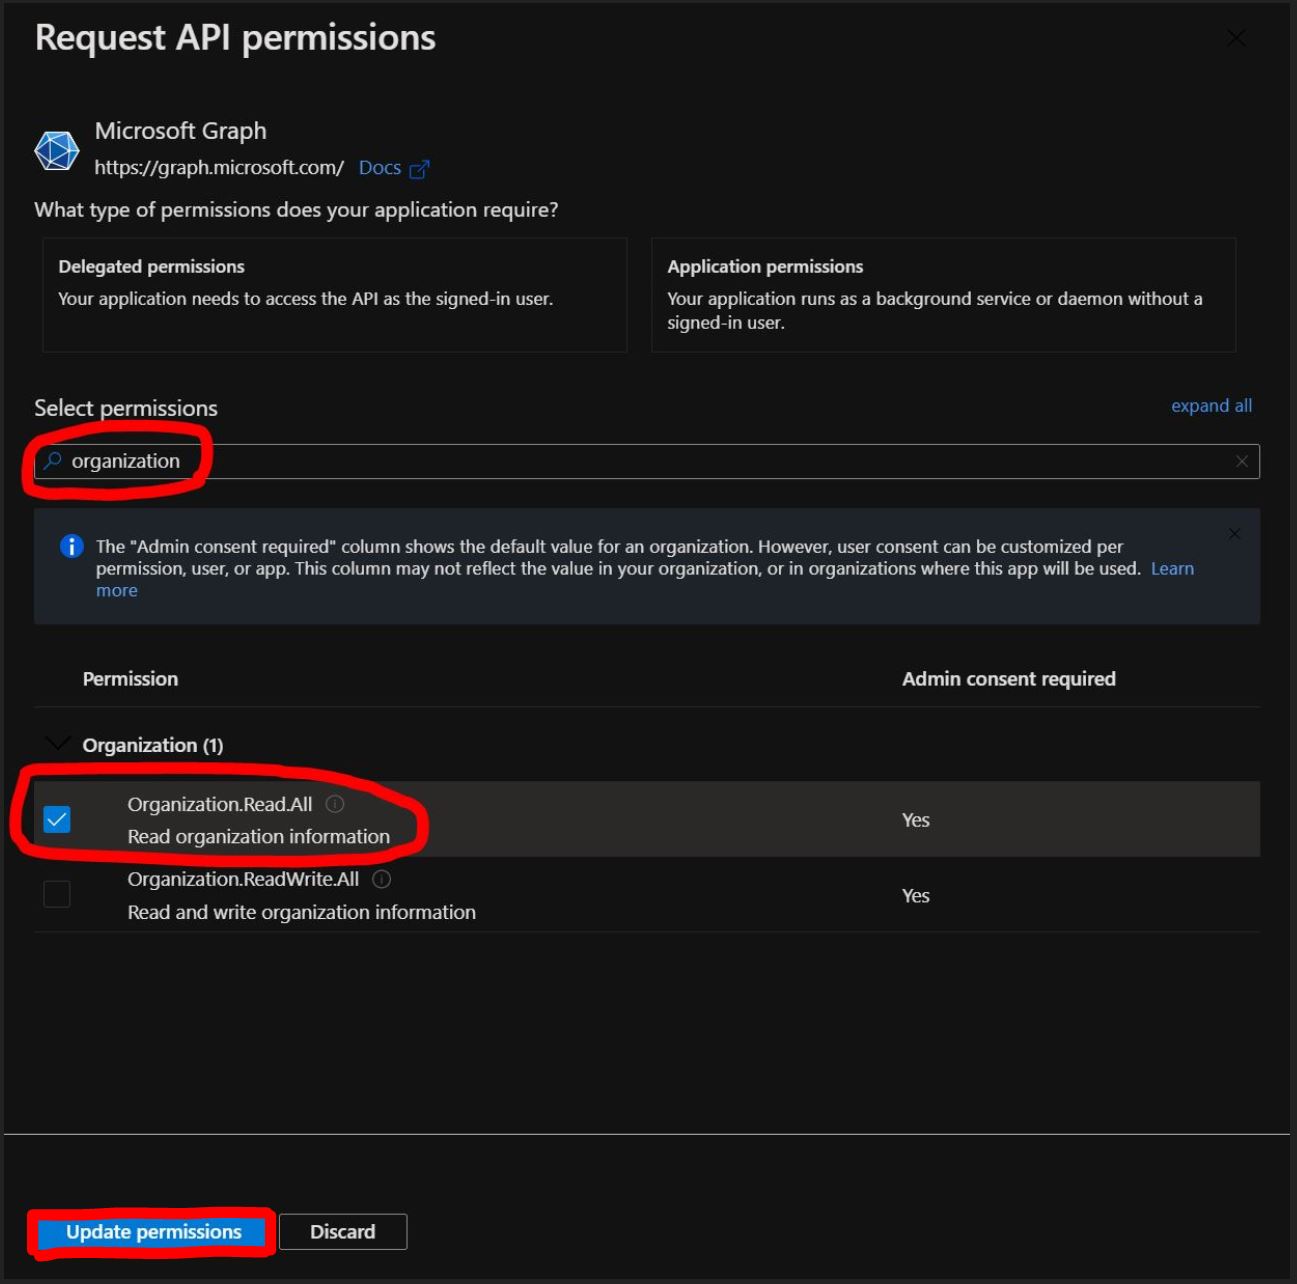 Request API permissions
Microsoft Graph
https://graph.microsoft.com/ Docs
What type of permissions does your application require?
Delegated permissions
Your application needs to access the API as the signed-in user.
Application permissions
Your application runs as a background service or daemon without a
signed-in user.
Select permissions
expand all
organization
The "Admin consent required" column shows the default value for an organization. However, user consent can be customized per
permission, user, or app. This column may not reflect the value in your organization, or in organizations where this app will be used. Learn
more
Permission Admin consent required
Organization (1)
Organization.Read.All
Read organization information
Yes
Organization.ReadWrite.All
Read and write organization information
Yes
Update permissions Discard